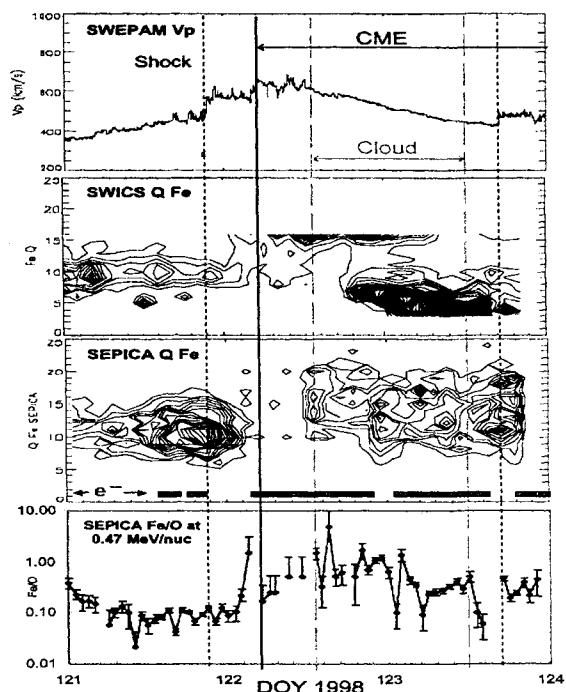 SWEPAM Vp
CME
Shock
Cloud
Vp (km/s)
1000
800
600
400
200
SWICS Q Fe
Fe Q
25
20
15
10
5
0
SEPICA Q Fe
Q Fe SEPICA
25
20
15
10
5
0
e⁻
SEPICA Fe/O at
0.47 MeV/nuc
Fe/O
10.00
1.00
0.10
0.01
121
122
123
124
DOY 1998